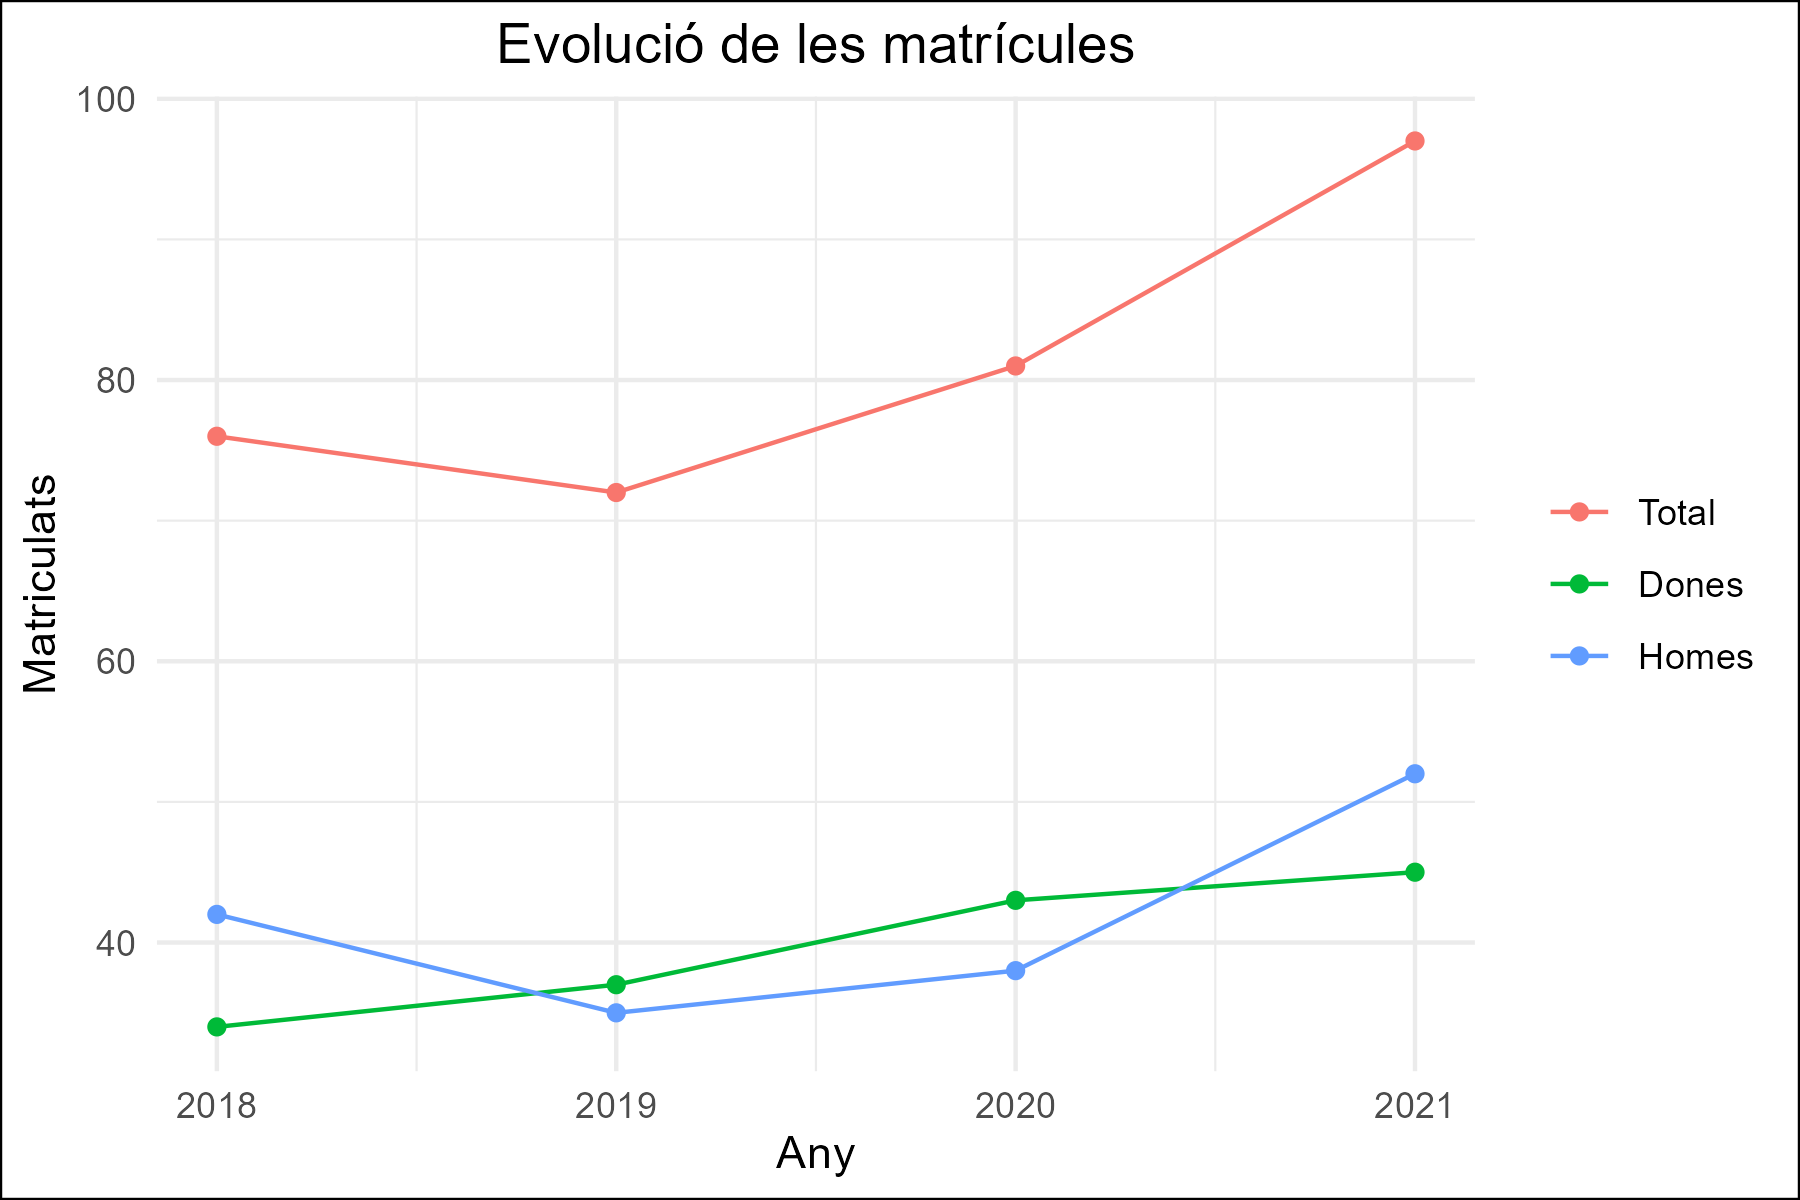 Evolució de les matrícules
100
80
60
40
Matriculats
2018
2019
2020
2021
Any
Total
Dones
Homes